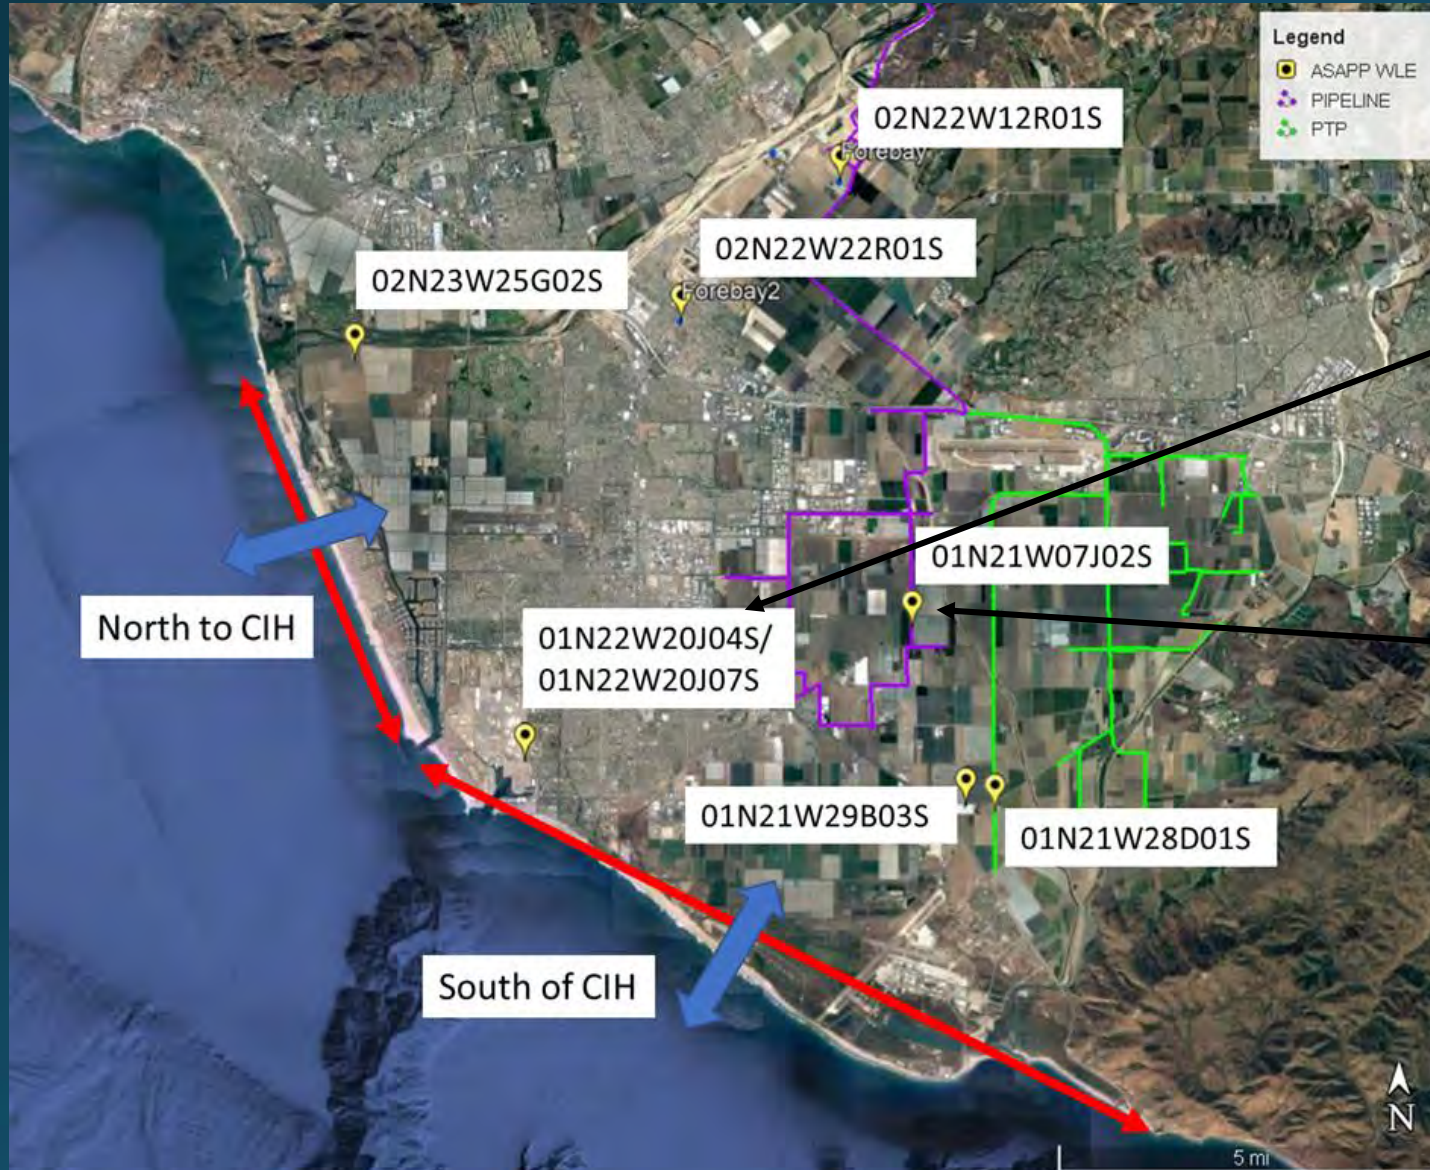 Legend
ASAPP WLE
PIPELINE
PTP
02N22W12R01S
Forebay
02N22W22R01S
02N23W25G02S
Forebay2
01N21W07J02S
North to CIH
01N22W20J04S/
01N22W20J07S
01N21W29B03S
01N21W28D01S
South of CIH
N
5 mi